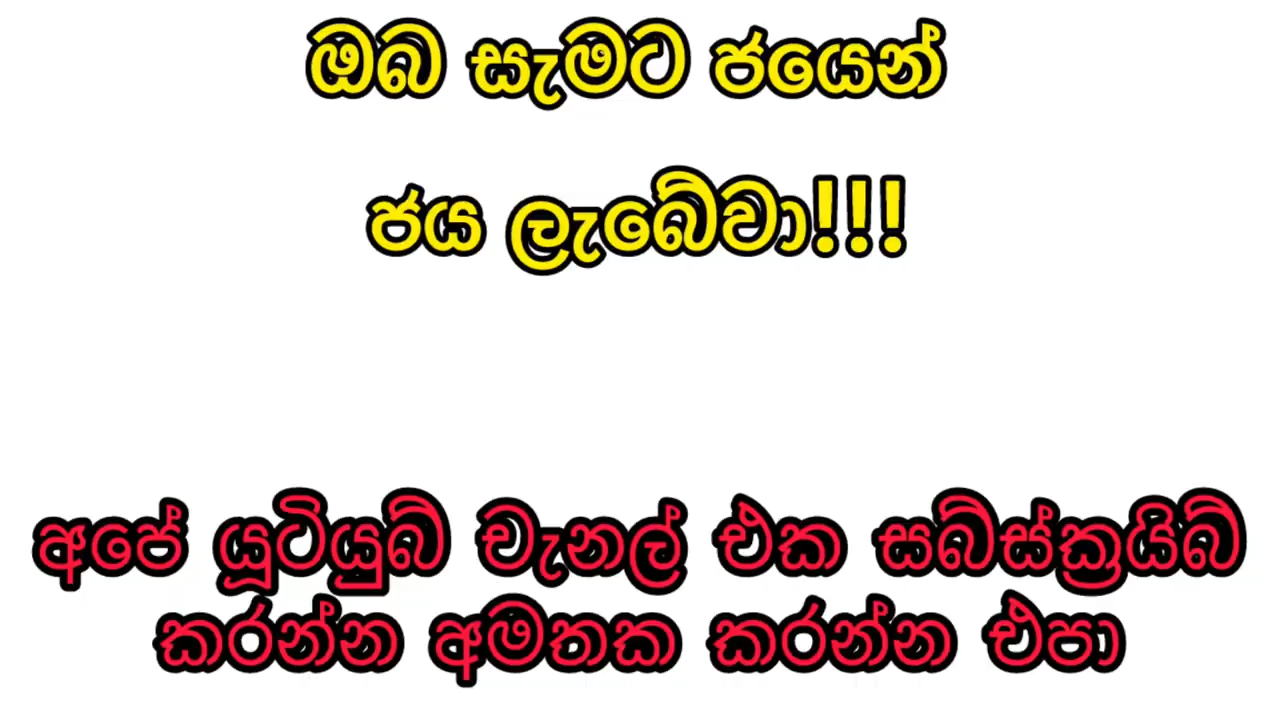 ඔබ සැමට ජයෙන්
ජය ලැබේවා!!!
අපේ යූටියුබ් චැනල් එක සබ්ස්ක්‍රයිබ්
කරන්න අමතක කරන්න එපා